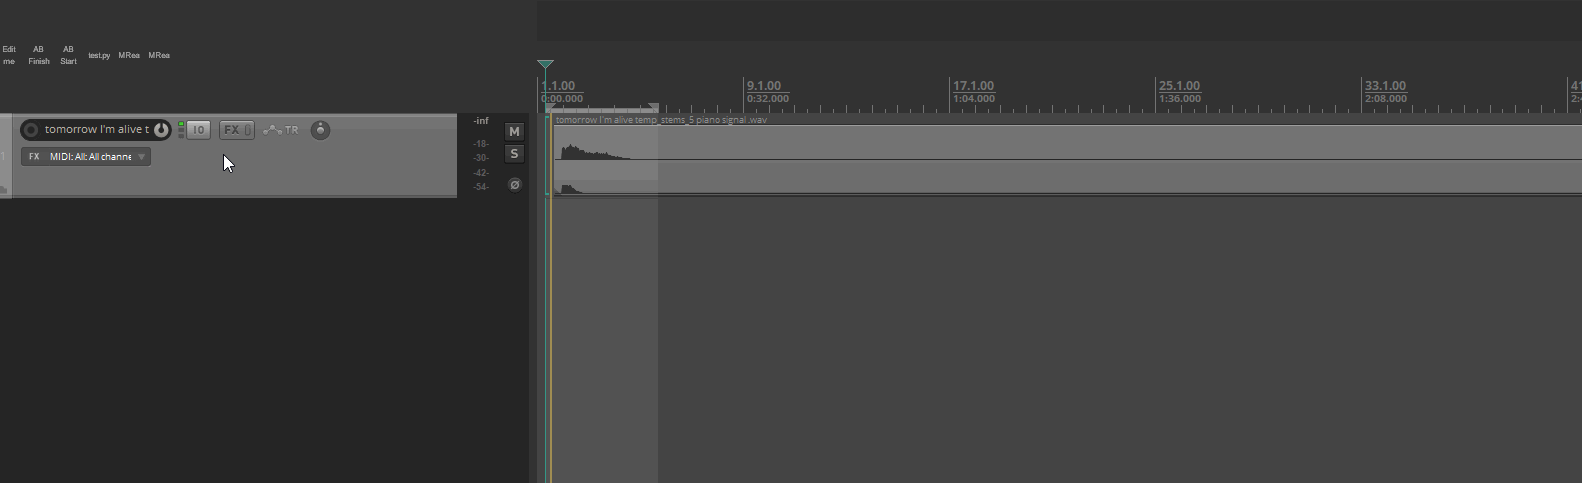 Edit
me
AB
Finish
AB
Start
test.py
MRea
MRea
1.1.00
0:00.000
9.1.00
0:32.000
17.1.00
1:04.000
25.1.00
1:36.000
33.1.00
2:08.000
41
tomorrow I'm alive t
IO
FX
TR
-inf
M
-18-
S
-30-
-42-
-54-
1
FX
MIDI: All: All channe
tomorrow I'm alive temp_stems_5 piano signal .wav